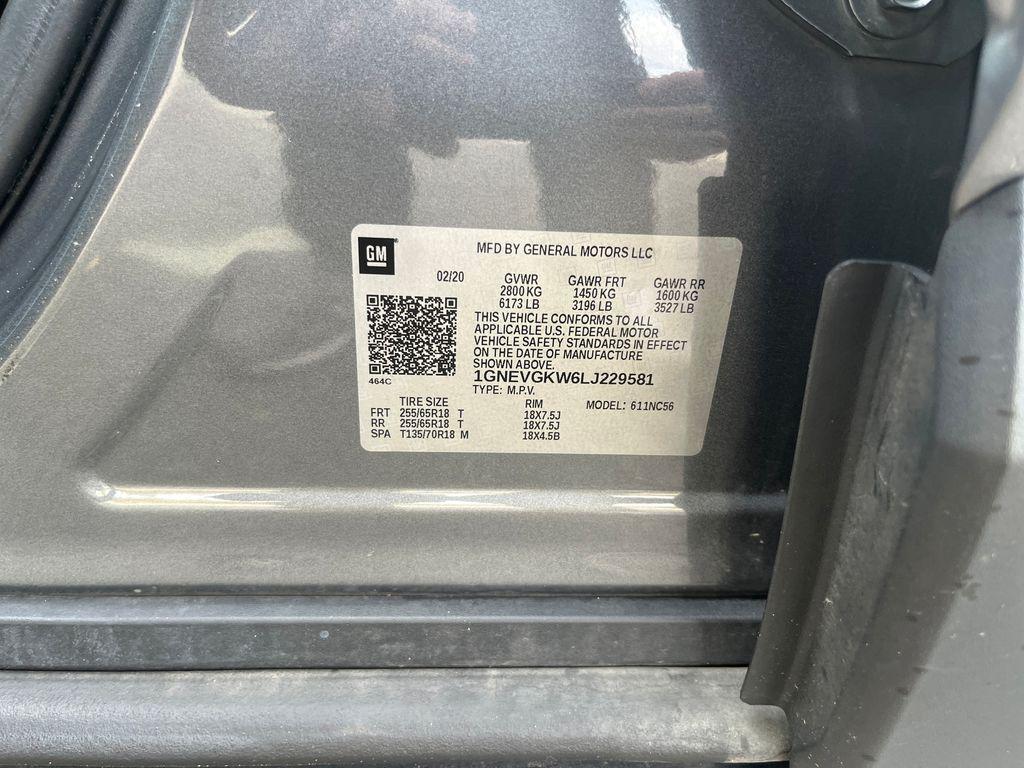 GM
MFD BY GENERAL MOTORS LLC
02/20 GVWR GAWR FRT GAWR RR
2800 KG 1450 KG 1600 KG
6173 LB 3196 LB 3527 LB
THIS VEHICLE CONFORMS TO ALL
APPLICABLE U.S. FEDERAL MOTOR
VEHICLE SAFETY STANDARDS IN EFFECT
ON THE DATE OF MANUFACTURE
SHOWN ABOVE.
464C 1GNEVGKW6LJ229581
TYPE: M.P.V.
TIRE SIZE RIM MODEL: 611NC56
FRT 255/65R18 T 18X7.5J
RR 255/65R18 T 18X7.5J
SPA T135/70R18 M 18X4.5B